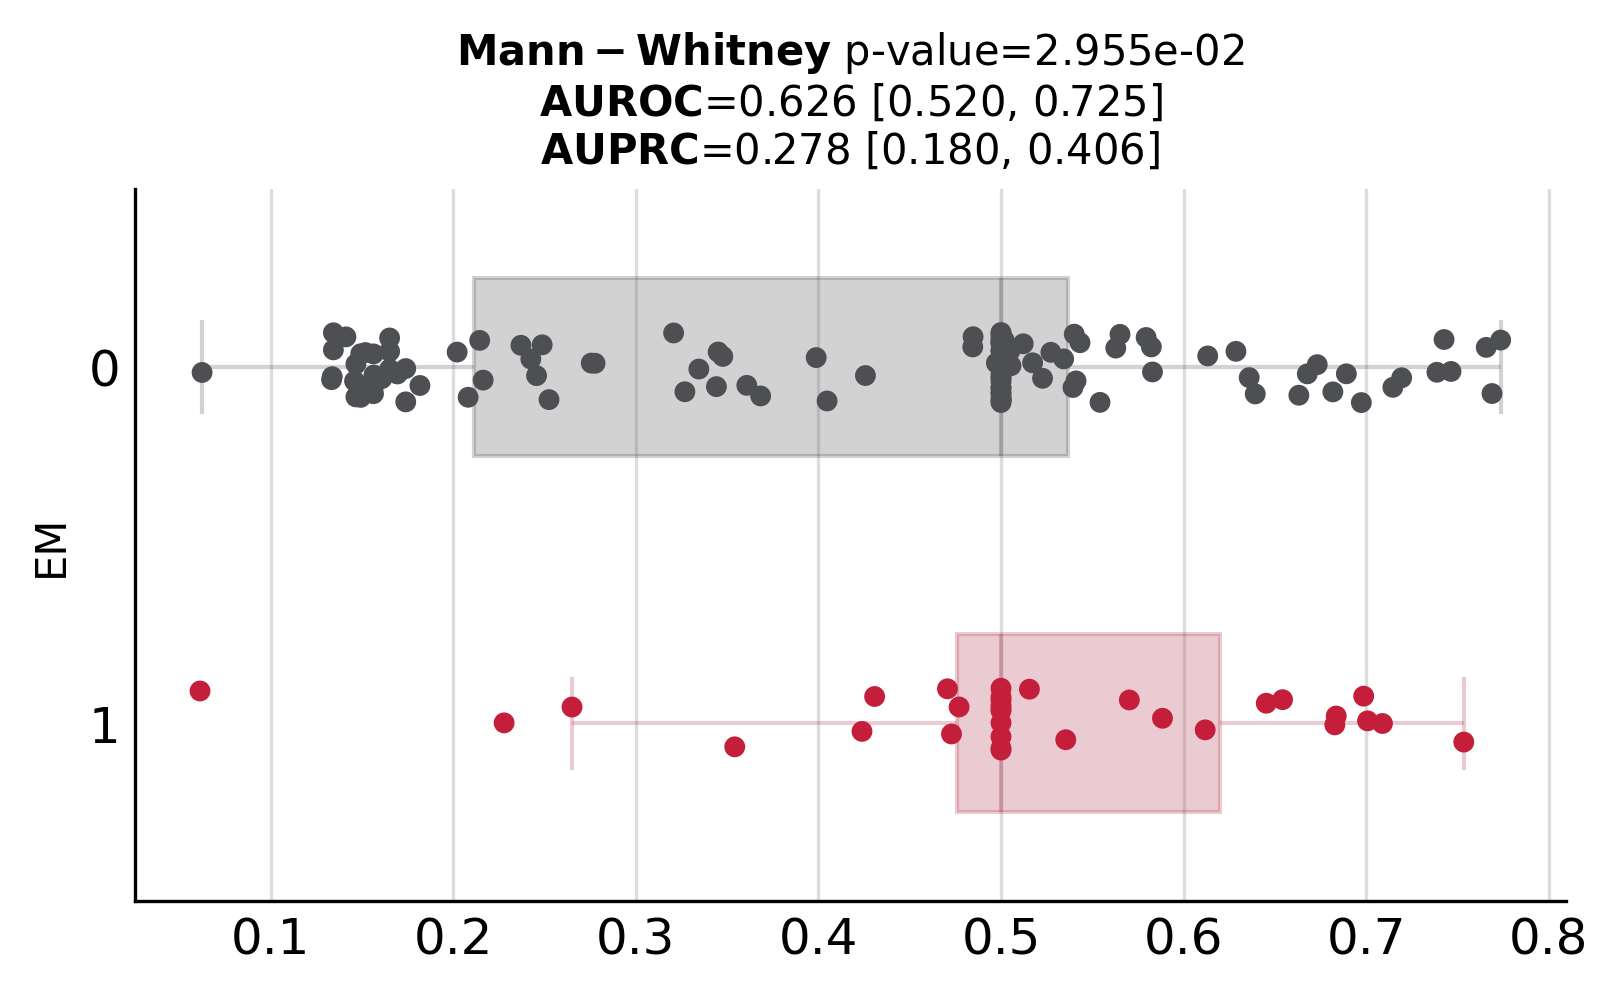 Mann − Whitney p-value=2.955e-02
AUROC=0.626 [0.520, 0.725]
AUPRC=0.278 [0.180, 0.406]
0
EM
1
0.1 0.2 0.3 0.4 0.5 0.6 0.7 0.8